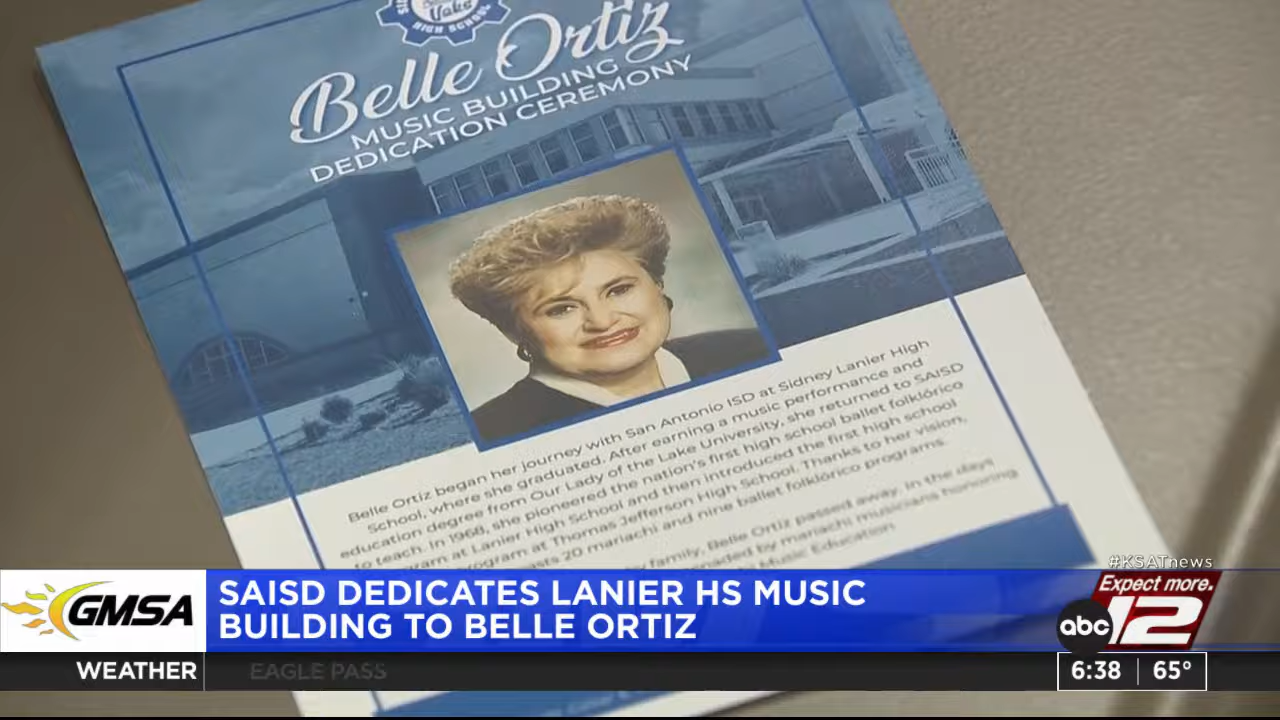 Yoks
HIGH SCHOOL
Belle Ortiz
MUSIC BUILDING
DEDICATION CEREMONY
Belle Ortiz began her journey with San Antonio ISD at Sidney Lanier High
School, where she graduated. After earning a music performance and
education degree from Our Lady of the Lake University, she returned to SAISD
to teach. In 1968, she pioneered the nation's first high school ballet folklórico
at Lanier High School and then introduced the first high school
program at Thomas Jefferson High School. Thanks to her vision,
20 mariachi and nine ballet folklórico programs.
family, Belle Ortiz passed away. In the days
by mariachi musicians honoring
Music Education
#KSATnews
GMSA
SAISD DEDICATES LANIER HS MUSIC
BUILDING TO BELLE ORTIZ
Expect more.
abc 12
WEATHER EAGLE PASS
6:38 65°